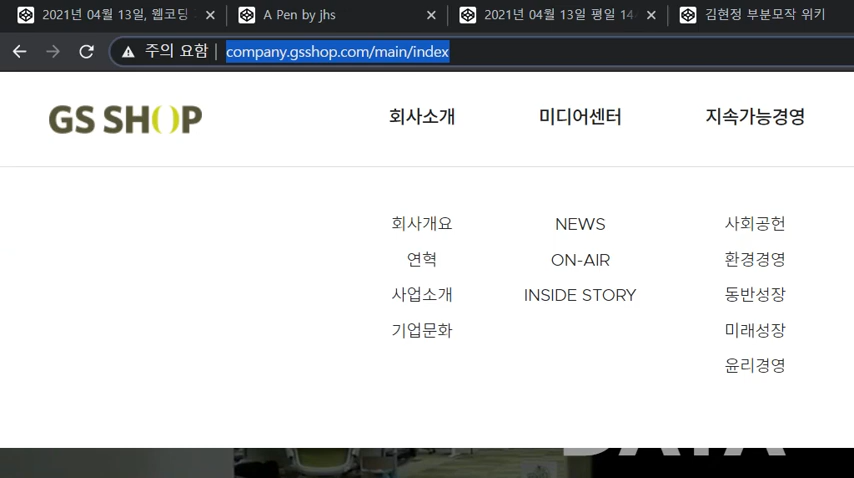 2021년 04월 13일, 웹코딩
A Pen by jhs
2021년 04월 13일 평일 14
김현정 부분모작 위키
주의 요함 | company.gsshop.com/main/index
GS SHOP 회사소개 미디어센터 지속가능경영
회사개요 NEWS 사회공헌
연혁 ON-AIR 환경경영
사업소개 INSIDE STORY 동반성장
기업문화 미래성장
윤리경영
DATA